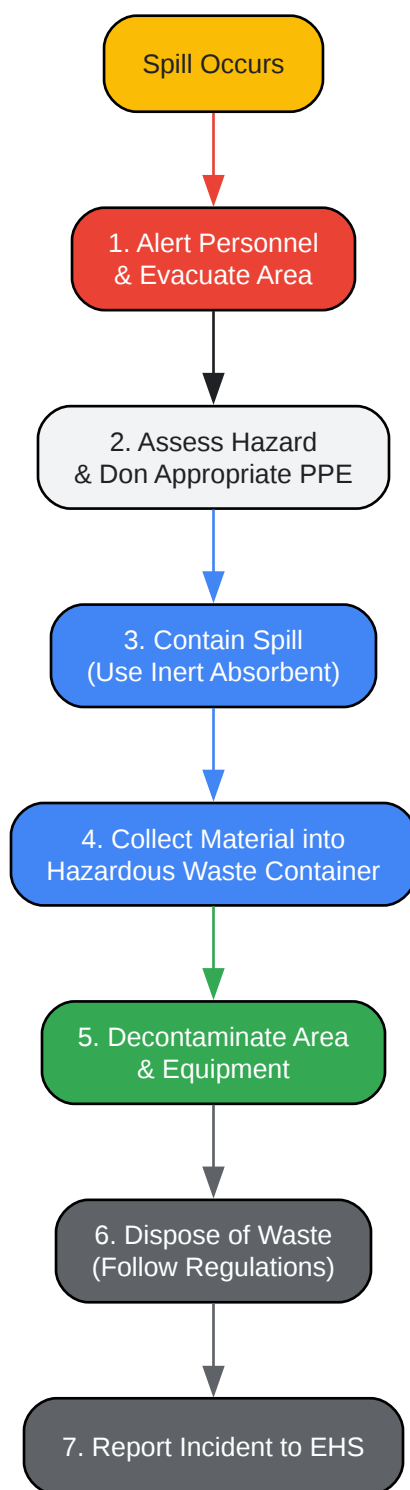 Spill Occurs
1. Alert Personnel
& Evacuate Area
2. Assess Hazard
& Don Appropriate PPE
3. Contain Spill
(Use Inert Absorbent)
4. Collect Material into
Hazardous Waste Container
5. Decontaminate Area
& Equipment
6. Dispose of Waste
(Follow Regulations)
7. Report Incident to EHS